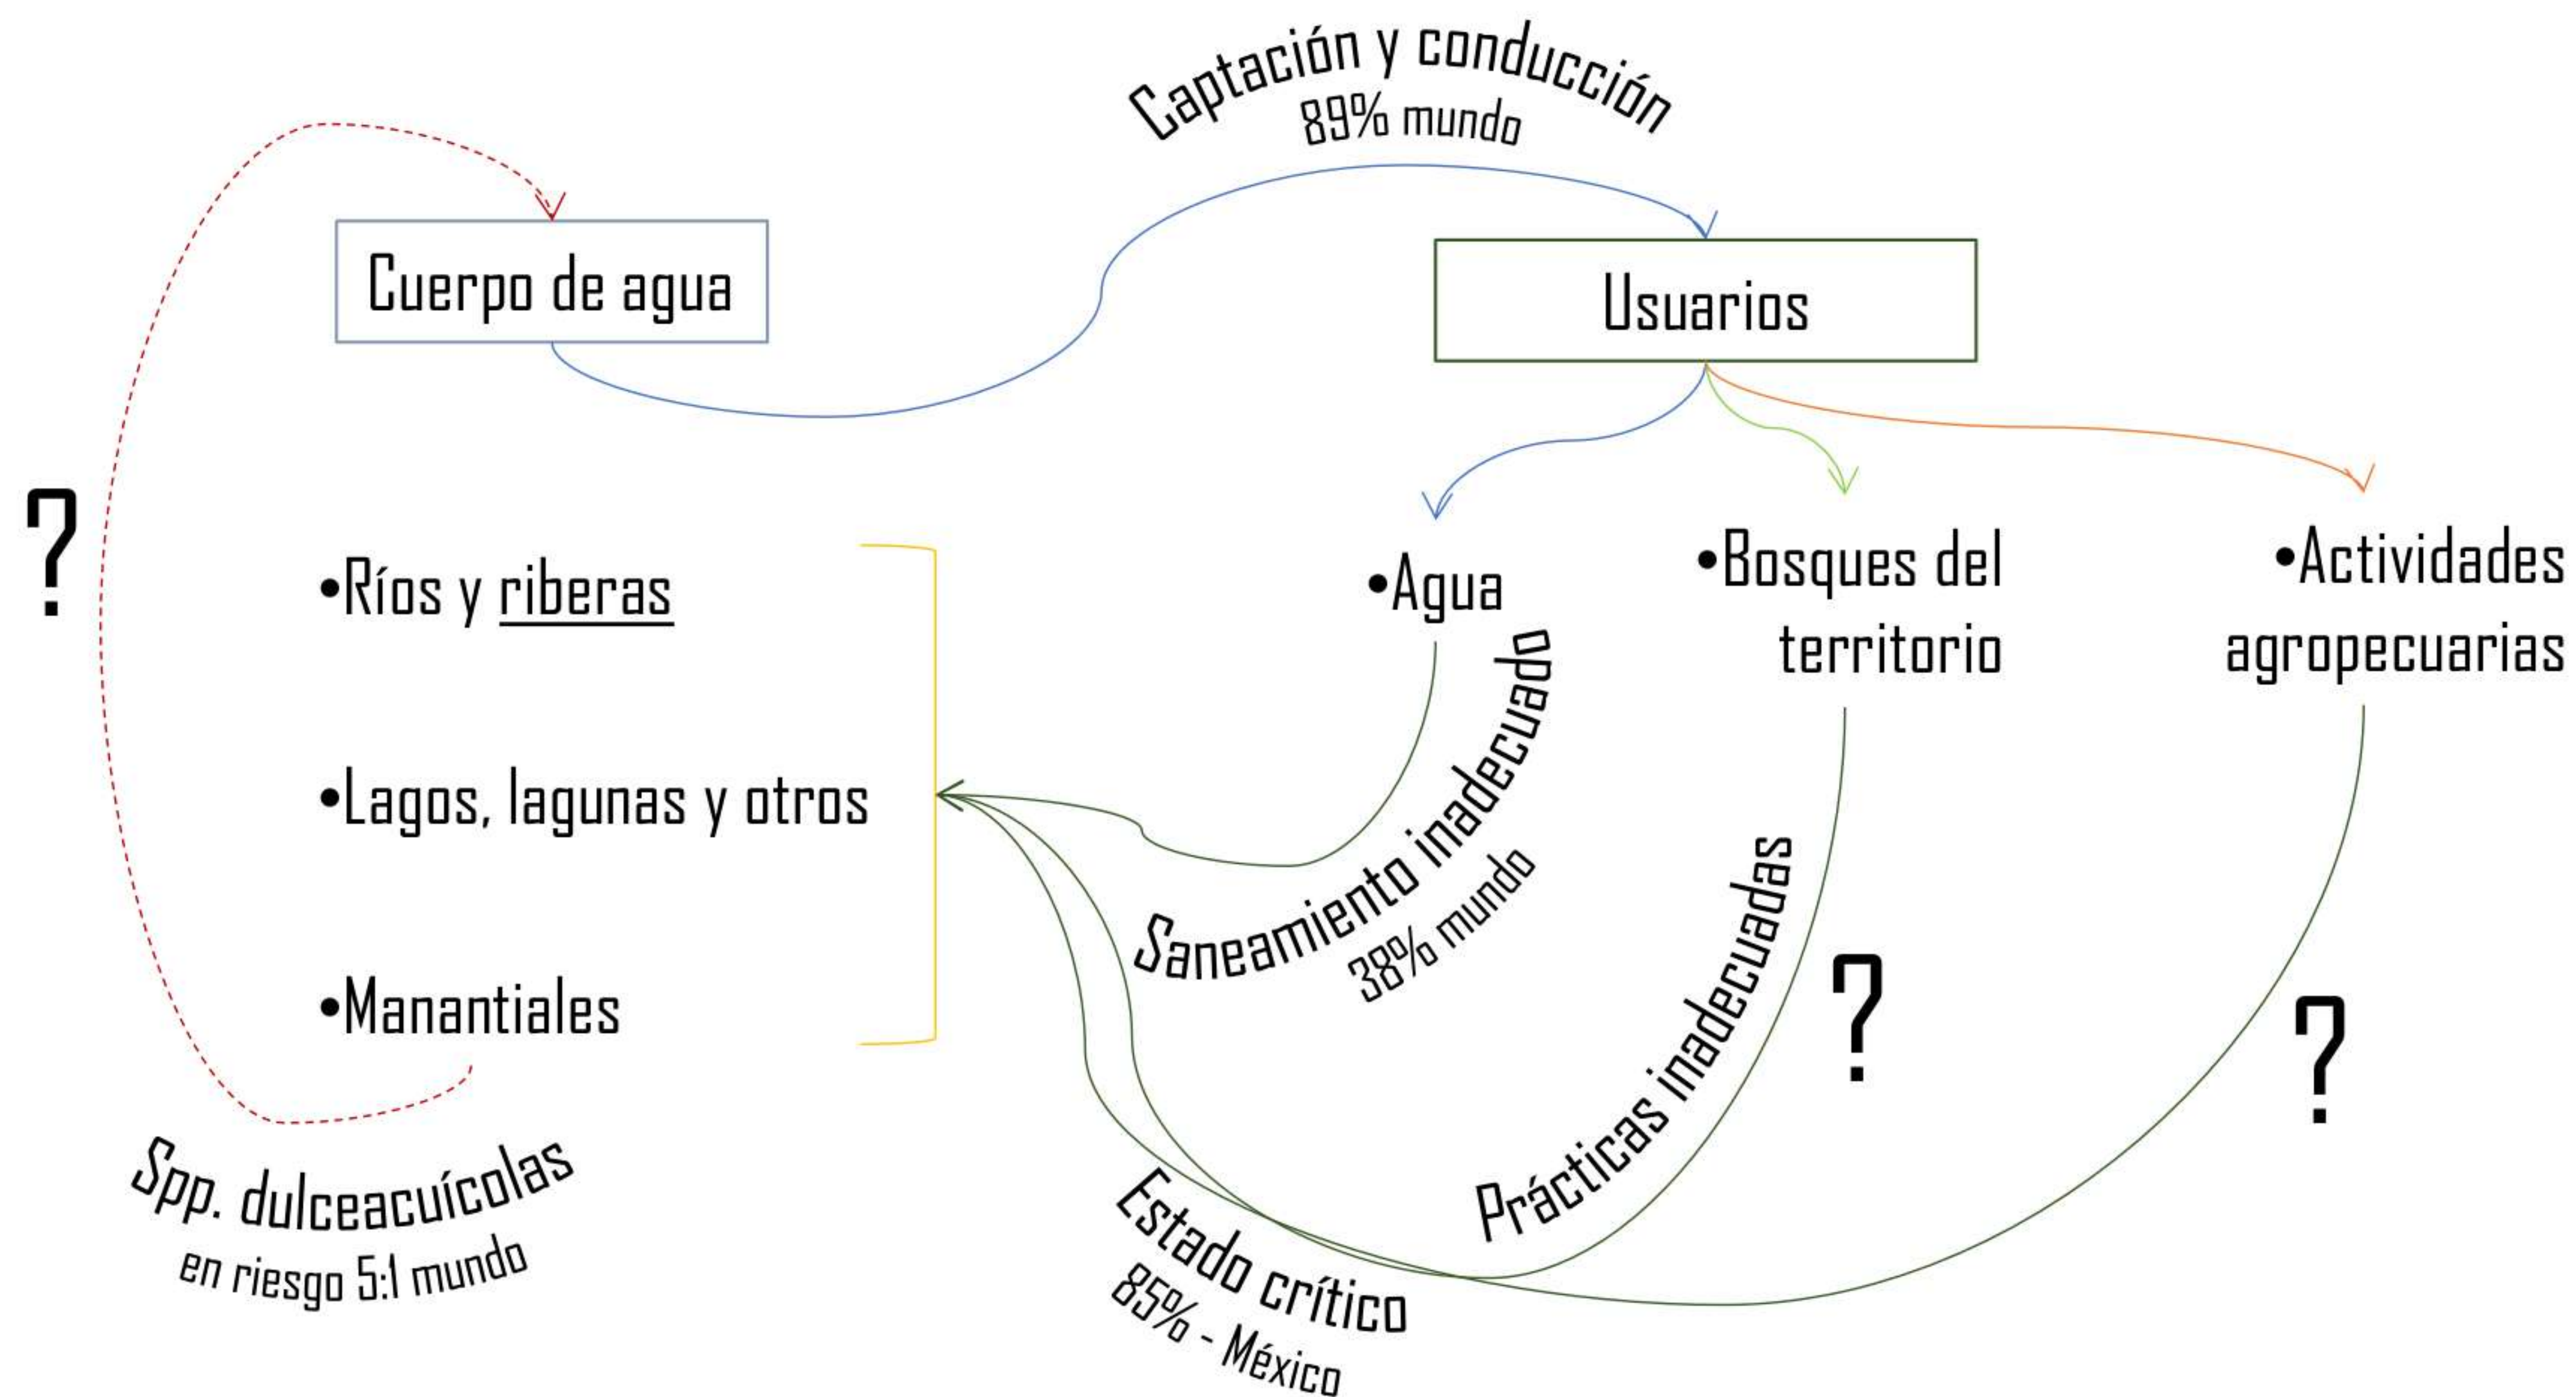 Captación y conducción
89% mundo
Cuerpo de agua
Usuarios
?
•Ríos y riberas
•Lagos, lagunas y otros
•Manantiales
•Agua
•Bosques del
territorio
•Actividades
agropecuarias
Saneamiento inadecuado
38% mundo
Prácticas inadecuadas
?
?
Spp. dulceacuícolas
en riesgo 5:1 mundo
Estado crítico
85% - México